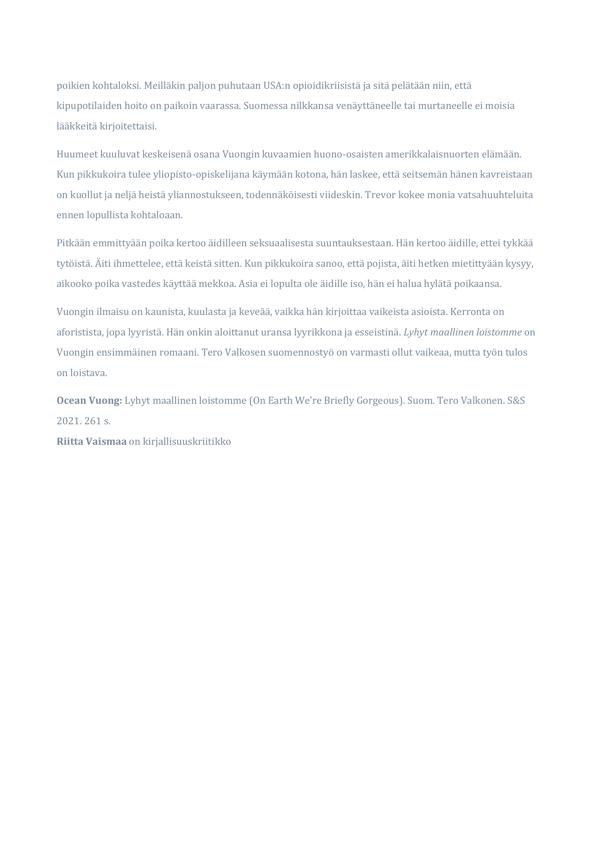 poikien kohtaloksi. Meilläkin paljon puhutaan USA:n opioidikriisistä ja sitä pelätään niin, että
kipupotilaiden hoito on paikoin vaarassa. Suomessa nilkkansa venäyttäneelle tai murtaneelle ei moisia
lääkkeitä kirjoitettaisi.
Huumeet kuuluvat keskeisenä osana Vuongin kuvaamien huono-osaisten amerikkalaisnuorten elämään.
Kun pikkukoira tulee yliopisto-opiskelijana käymään kotona, hän laskee, että seitsemän hänen kavreistaan
on kuollut ja neljä heistä yliannostukseen, todennäköisesti viideskin. Trevor kokee monia vatsahuuhteluita
ennen lopullista kohtaloaan.
Pitkään emmittyään poika kertoo äidilleen seksuaalisesta suuntauksestaan. Hän kertoo äidille, ettei tykkää
tytöistä. Äiti ihmettelee, että keistä sitten. Kun pikkukoira sanoo, että pojista, äiti hetken mietittyään kysyy,
aikooko poika vastedes käyttää mekkoa. Asia ei lopulta ole äidille iso, hän ei halua hylätä poikaansa.
Vuongin ilmaisu on kaunista, kuulasta ja keveää, vaikka hän kirjoittaa vaikeista asioista. Kerronta on
aforistista, jopa lyyristä. Hän onkin aloittanut uransa lyyrikkona ja esseistinä. Lyhyt maallinen loistomme on
Vuongin ensimmäinen romaani. Tero Valkosen suomennostyö on varmasti ollut vaikeaa, mutta työn tulos
on loistava.
Ocean Vuong: Lyhyt maallinen loistomme (On Earth We're Briefly Gorgeous). Suom. Tero Valkonen. S&S
2021. 261 s.
Riitta Vaismaa on kirjallisuuskriitikko